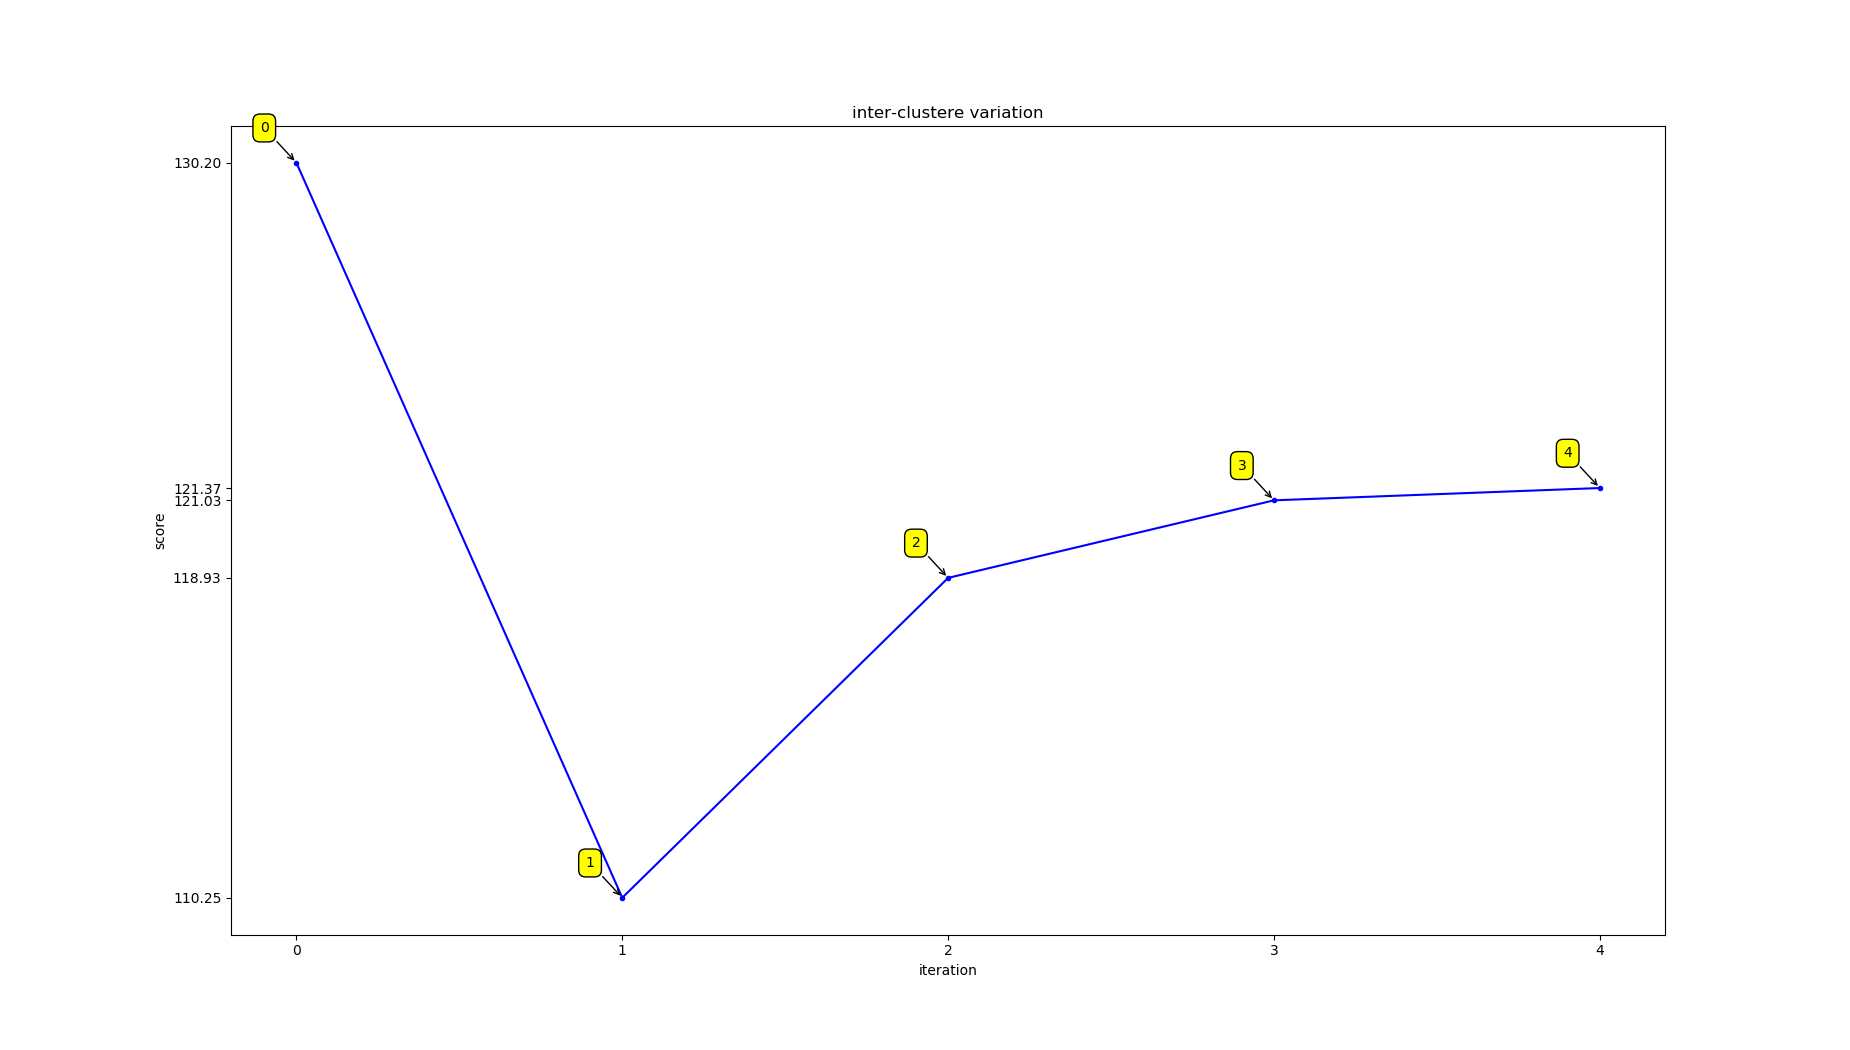 inter-clustere variation
0
130.20
4
3
121.37
121.03
score
2
118.93
1
110.25
0 1 2 3 4
iteration